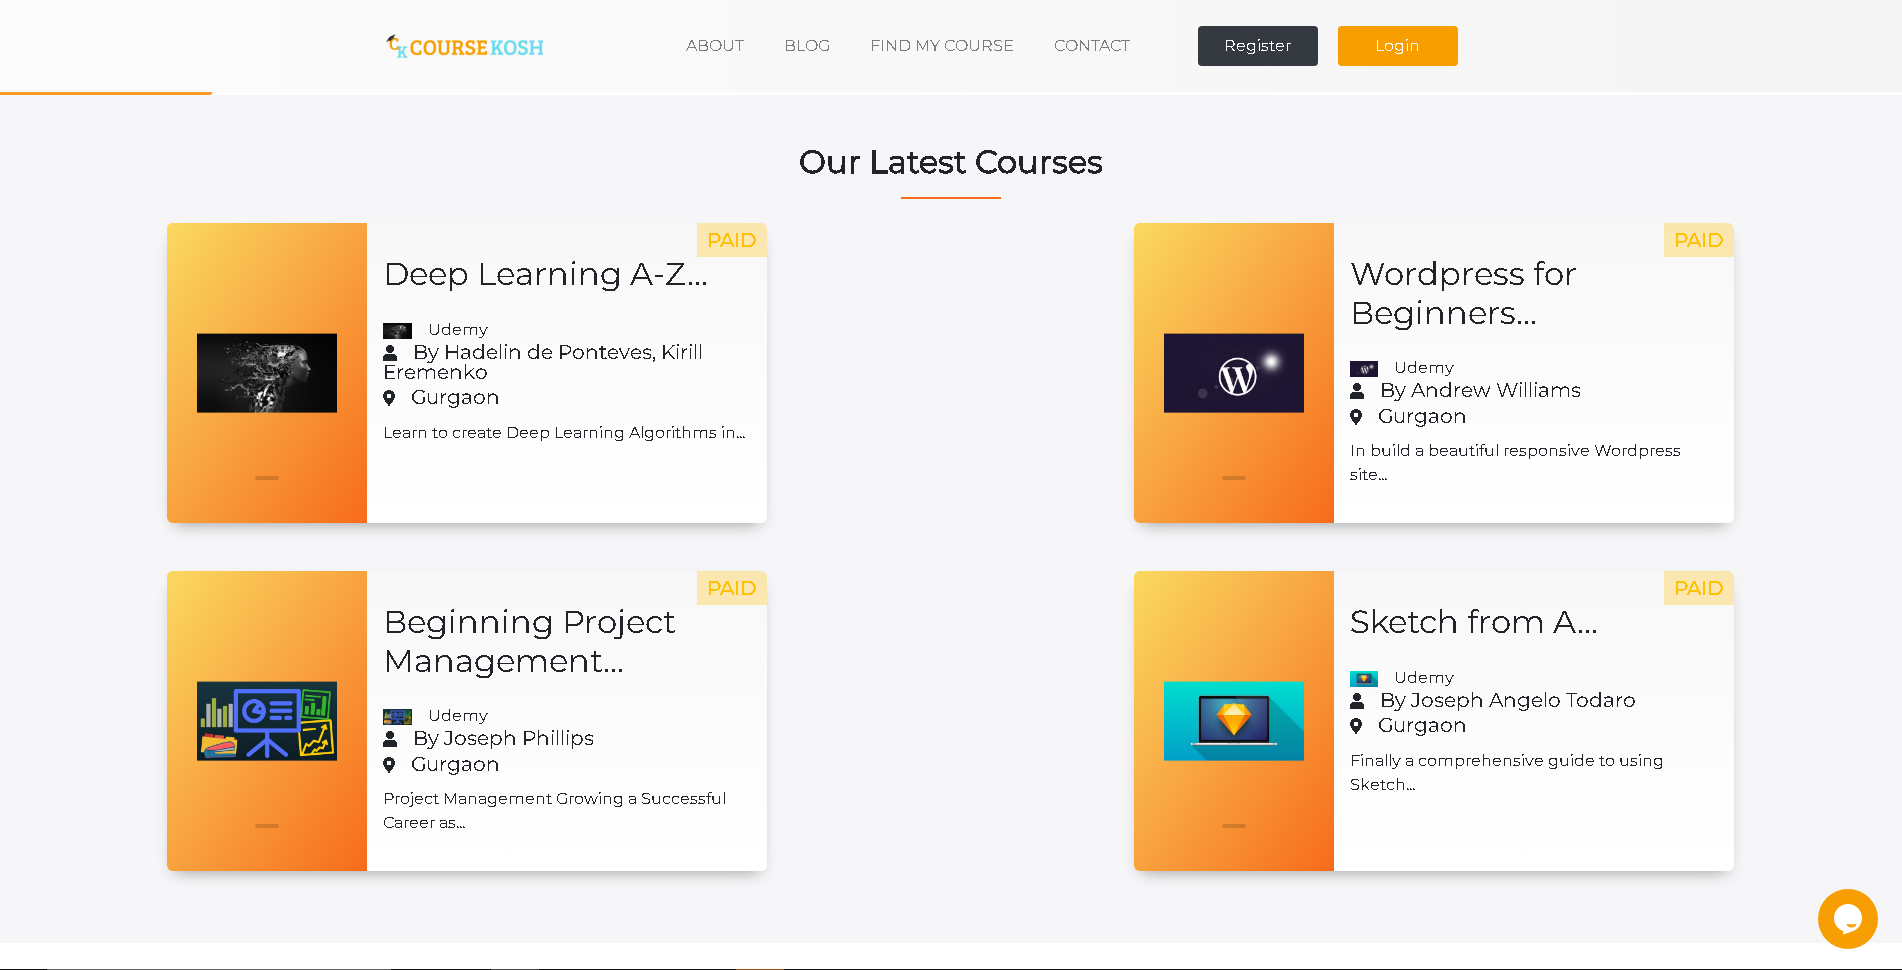 CK COURSE KOSH
ABOUT
BLOG
FIND MY COURSE
CONTACT
Register
Login
Our Latest Courses
PAID
Deep Learning A-Z...
Udemy
By Hadelin de Ponteves, Kirill
Eremenko
Gurgaon
Learn to create Deep Learning Algorithms in...
PAID
Wordpress for
Beginners...
Udemy
By Andrew Williams
Gurgaon
In build a beautiful responsive Wordpress
site...
PAID
Beginning Project
Management...
Udemy
By Joseph Phillips
Gurgaon
Project Management Growing a Successful
Career as...
PAID
Sketch from A...
Udemy
By Joseph Angelo Todaro
Gurgaon
Finally a comprehensive guide to using
Sketch...